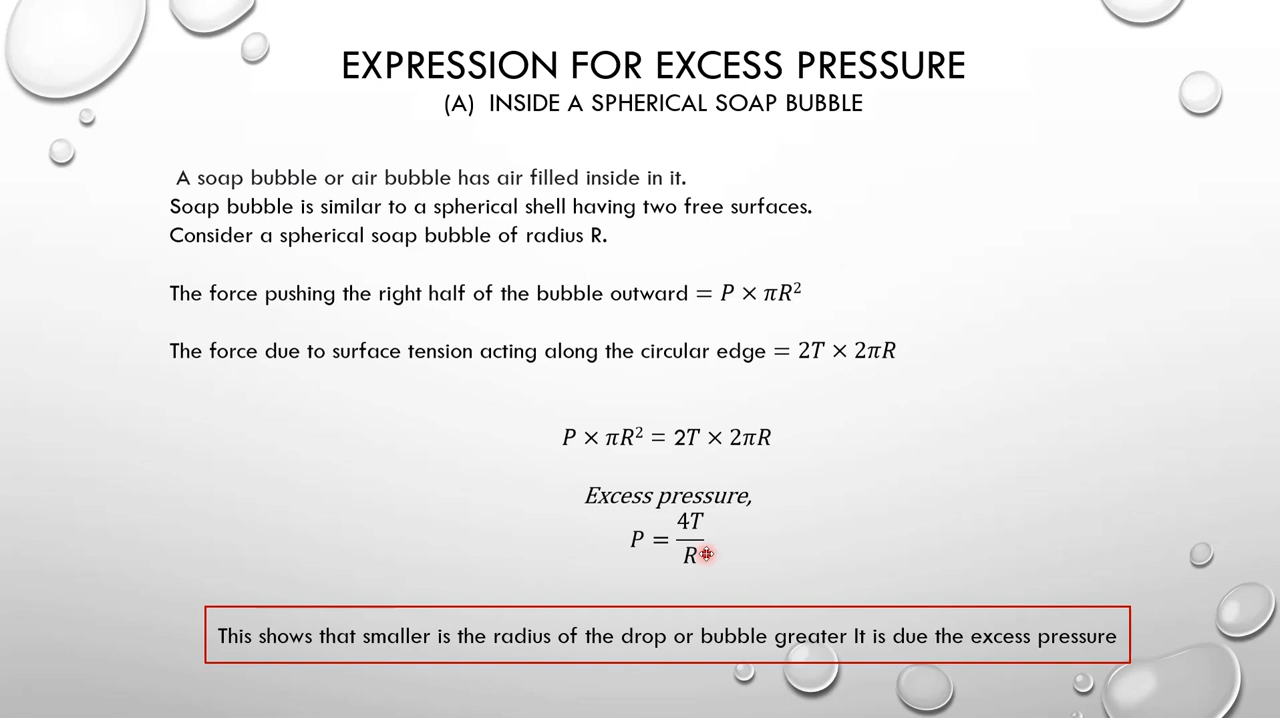 EXPRESSION FOR EXCESS PRESSURE
(A) INSIDE A SPHERICAL SOAP BUBBLE
A soap bubble or air bubble has air filled inside in it.
Soap bubble is similar to a spherical shell having two free surfaces.
Consider a spherical soap bubble of radius R.
The force pushing the right half of the bubble outward = P × πR²
The force due to surface tension acting along the circular edge = 2T × 2πR
P × πR² = 2T × 2πR
Excess pressure,
P = 4T/R
This shows that smaller is the radius of the drop or bubble greater It is due the excess pressure